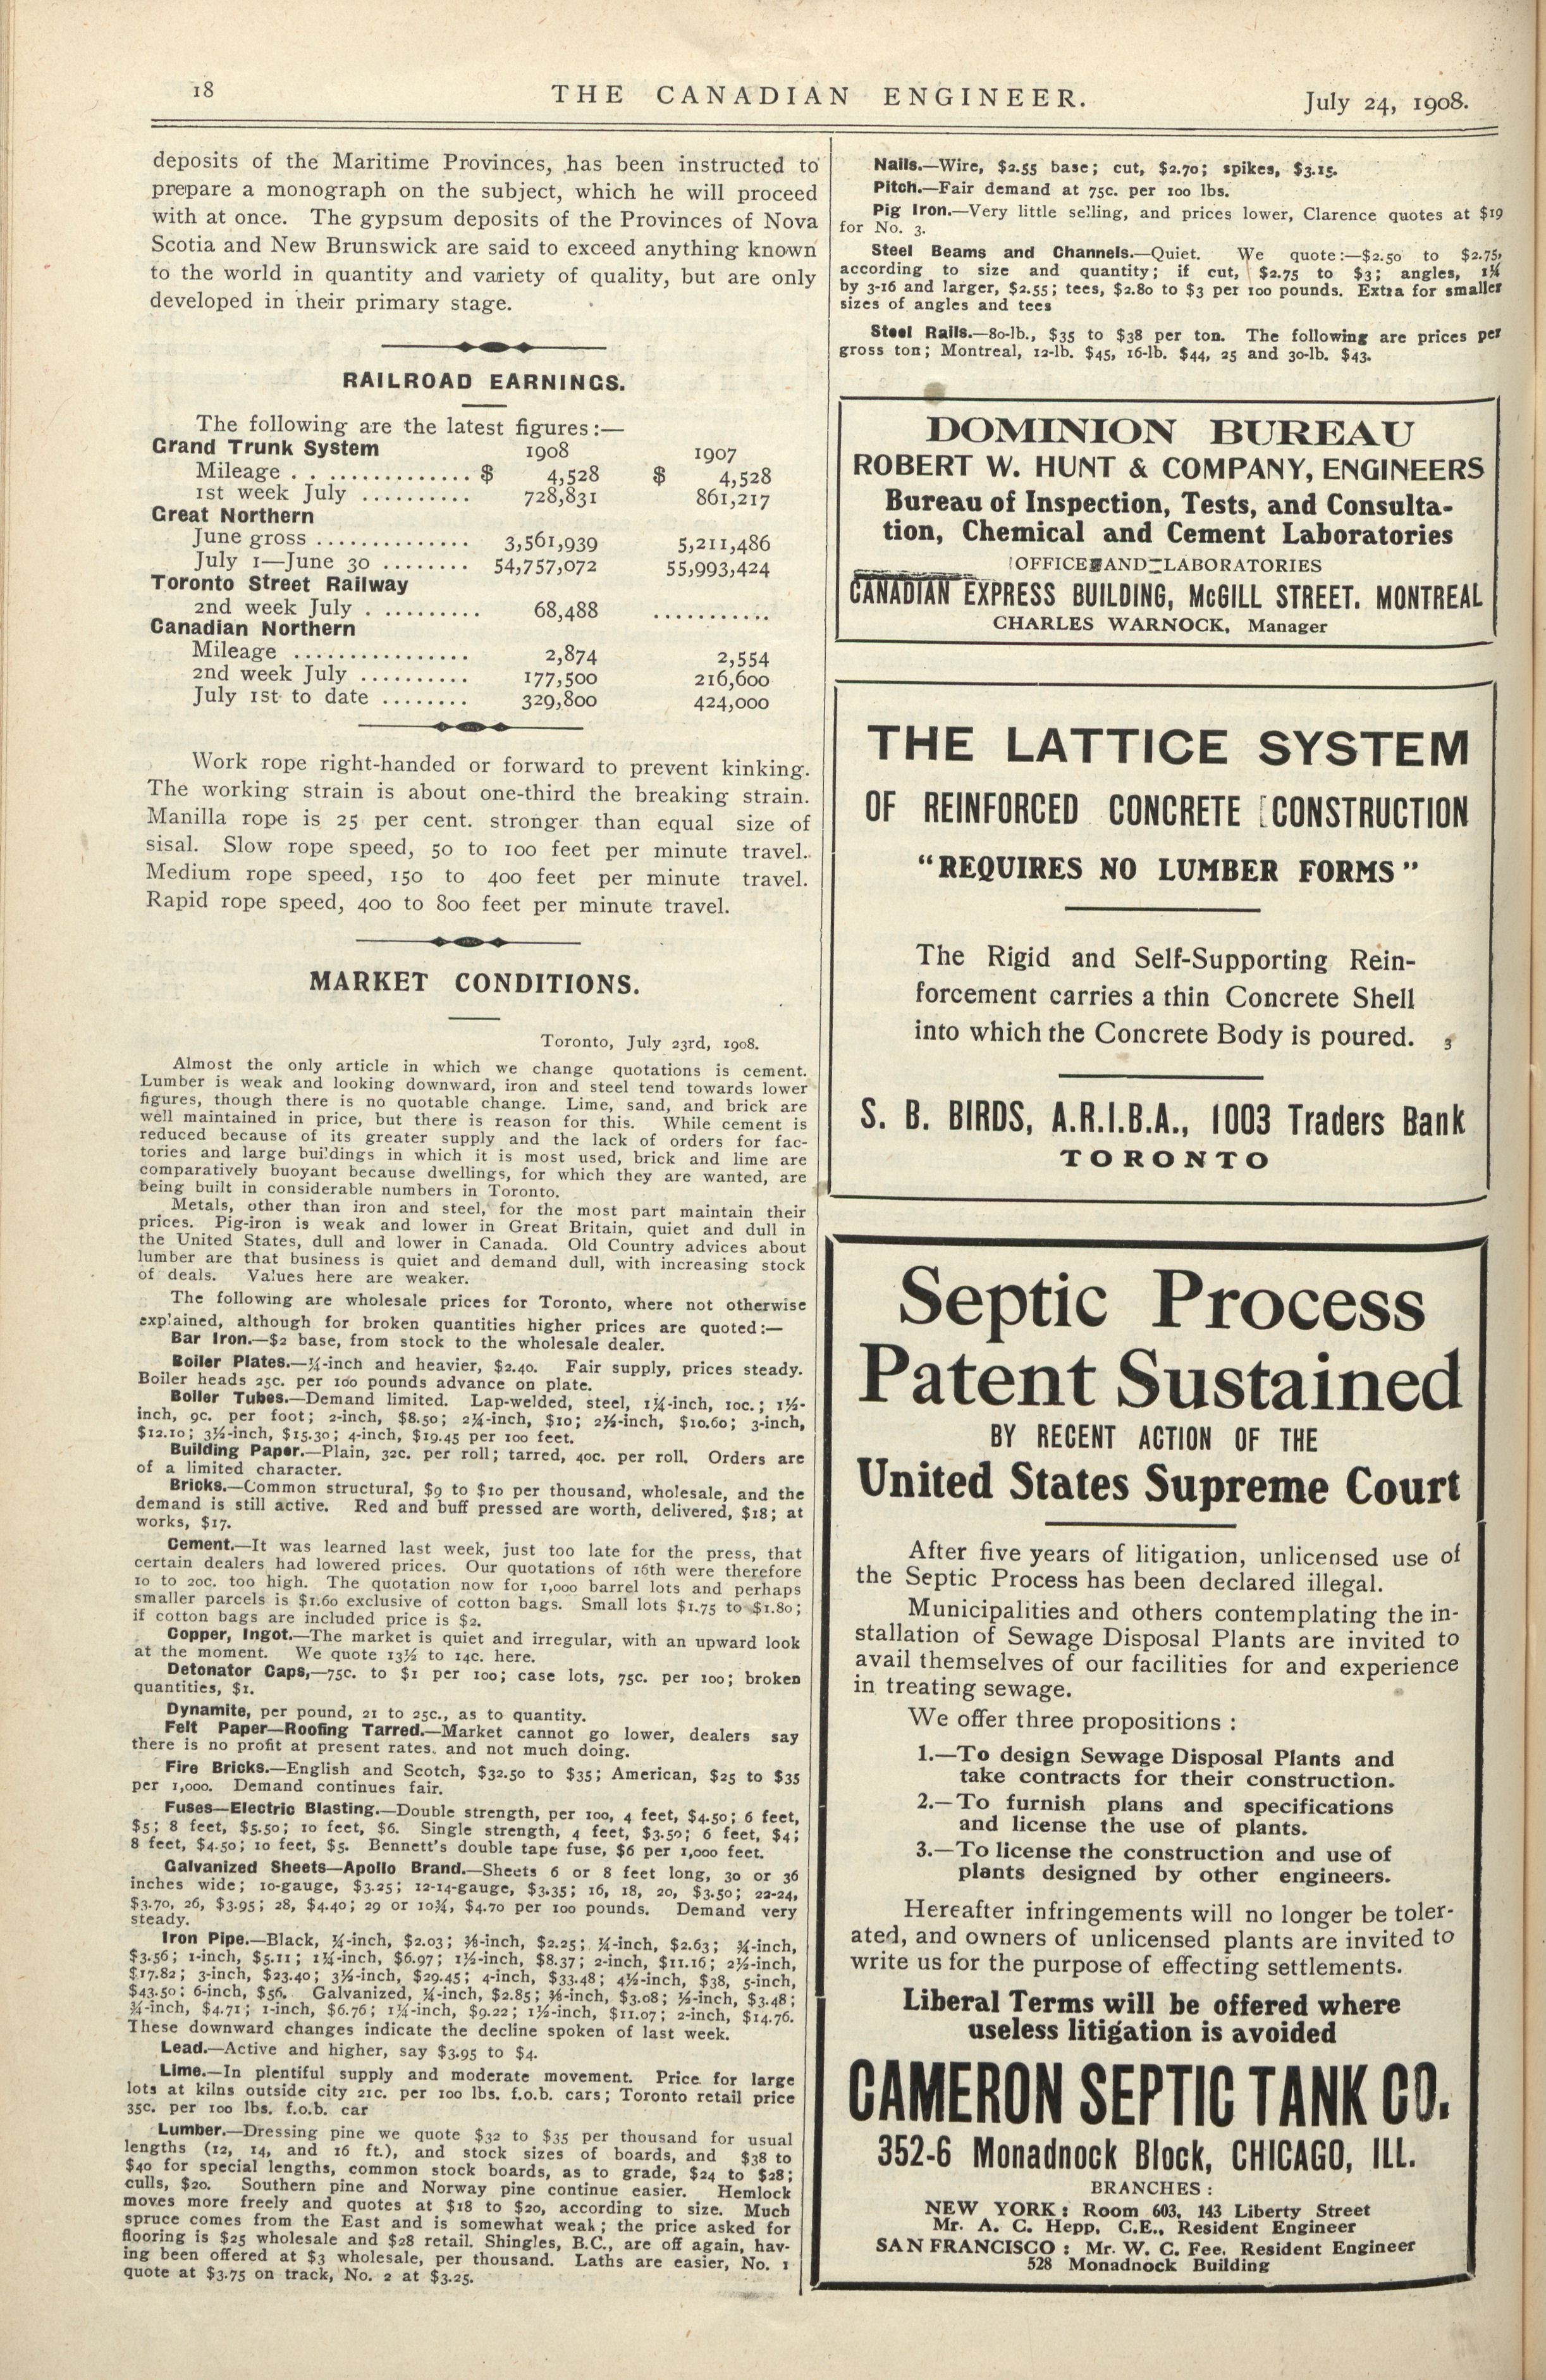 18
THE CANADIAN ENGINEER.
July 24, 1908.
deposits of the Maritime Provinces, has been instructed to
prepare a monograph on the subject, which he will proceed
with at once. The gypsum deposits of the Provinces of Nova
Scotia and New Brunswick are said to exceed anything known
to the world in quantity and variety of quality, but are only
developed in their primary stage.
RAILROAD EARNINGS.
The following are the latest figures:—
Grand Trunk System 1908 1907
Mileage . . ............. $ 4,528 $ 4,528
1st week July .......... 728,831 861,217
Great Northern
June gross .............. 3,561,939 5,211,486
July 1—June 30 ........ 54,757,072 55,993,424
Toronto Street Railway
2nd week July . ......... 68,488 ...........
Canadian Northern
Mileage ................ 2,874 2,554
2nd week July .......... 177,500 216,600
July 1st to date ........ 329,800 424,000
Work rope right-handed or forward to prevent kinking.
The working strain is about one-third the breaking strain.
Manilla rope is 25 per cent. stronger than equal size of
sisal. Slow rope speed, 50 to 100 feet per minute travel.
Medium rope speed, 150 to 400 feet per minute travel.
Rapid rope speed, 400 to 800 feet per minute travel.
MARKET CONDITIONS.
Toronto, July 23rd, 1908.
Almost the only article in which we change quotations is cement.
Lumber is weak and looking downward, iron and steel tend towards lower
figures, though there is no quotable change. Lime, sand, and brick are
well maintained in price, but there is reason for this. While cement is
reduced because of its greater supply and the lack of orders for fac-
tories and large buildings in which it is most used, brick and lime are
comparatively buoyant because dwellings, for which they are wanted, are
being built in considerable numbers in Toronto.
Metals, other than iron and steel, for the most part maintain their
prices. Pig-iron is weak and lower in Great Britain, quiet and dull in
the United States, dull and lower in Canada. Old Country advices about
lumber are that business is quiet and demand dull, with increasing stock
of deals. Values here are weaker.
The following are wholesale prices for Toronto, where not otherwise
explained, although for broken quantities higher prices are quoted:—
Bar Iron.—$2 base, from stock to the wholesale dealer.
Boiler Plates.—¼-inch and heavier, $2.40. Fair supply, prices steady.
Boiler heads 25c. per 100 pounds advance on plate.
Boiler Tubes.—Demand limited. Lap-welded, steel, 1¼-inch, 10c.; 1½-
inch, 9c. per foot; 2-inch, $8.50; 2¼-inch, $10; 2½-inch, $10.60; 3-inch,
$12.10; 3½-inch, $15.30; 4-inch, $19.45 per 100 feet.
Building Paper.—Plain, 32c. per roll; tarred, 40c. per roll. Orders are
of a limited character.
Bricks.—Common structural, $9 to $10 per thousand, wholesale, and the
demand is still active. Red and buff pressed are worth, delivered, $18; at
works, $17.
Cement.—It was learned last week, just too late for the press, that
certain dealers had lowered prices. Our quotations of 16th were therefore
10 to 20c. too high. The quotation now for 1,000 barrel lots and perhaps
smaller parcels is $1.60 exclusive of cotton bags. Small lots $1.75 to $1.80;
if cotton bags are included price is $2.
Copper, Ingot.—The market is quiet and irregular, with an upward look
at the moment. We quote 13½ to 14c. here.
Detonator Caps,—75c. to $1 per 100; case lots, 75c. per 100; broken
quantities, $1.
Dynamite, per pound, 21 to 25c., as to quantity.
Felt Paper—Roofing Tarred.—Market cannot go lower, dealers say
there is no profit at present rates. and not much doing.
Fire Bricks.—English and Scotch, $32.50 to $35; American, $25 to $35
per 1,000. Demand continues fair.
Fuses—Electric Blasting.—Double strength, per 100, 4 feet, $4.50; 6 feet,
$5; 8 feet, $5.50; 10 feet, $6. Single strength, 4 feet, $3.50; 6 feet, $4;
8 feet, $4.50; 10 feet, $5. Bennett's double tape fuse, $6 per 1,000 feet.
Galvanized Sheets—Apollo Brand.—Sheets 6 or 8 feet long, 30 or 36
inches wide; 10-gauge, $3.25; 12-14-gauge, $3.35; 16, 18, 20, $3.50; 22-24,
$3.70, 26, $3.95; 28, $4.40; 29 or 10¾, $4.70 per 100 pounds. Demand very
steady.
Iron Pipe.—Black, ¼-inch, $2.03; ⅜-inch, $2.25; ¼-inch, $2.63; ¾-inch,
$3.56; 1-inch, $5.11; 1¼-inch, $6.97; 1½-inch, $8.37; 2-inch, $11.16; 2½-inch,
$17.82; 3-inch, $23.40; 3½-inch, $29.45; 4-inch, $33.48; 4½-inch, $38, 5-inch,
$43.50; 6-inch, $56. Galvanized, ¼-inch, $2.85; ⅜-inch, $3.08; ½-inch, $3.48;
¾-inch, $4.71; 1-inch, $6.76; 1¼-inch, $9.22; 1½-inch, $11.07; 2-inch, $14.76.
These downward changes indicate the decline spoken of last week.
Lead.—Active and higher, say $3.95 to $4.
Lime.—In plentiful supply and moderate movement. Price for large
lots at kilns outside city 21c. per 100 lbs. f.o.b. cars; Toronto retail price
35c. per 100 lbs. f.o.b. car
Lumber.—Dressing pine we quote $32 to $35 per thousand for usual
lengths (12, 14, and 16 ft.), and stock sizes of boards, and $38 to
$40 for special lengths, common stock boards, as to grade, $24 to $28;
culls, $20. Southern pine and Norway pine continue easier. Hemlock
moves more freely and quotes at $18 to $20, according to size. Much
spruce comes from the East and is somewhat weak; the price asked for
flooring is $25 wholesale and $28 retail. Shingles, B.C., are off again, hav-
ing been offered at $3 wholesale, per thousand. Laths are easier, No. 1
quote at $3.75 on track, No. 2 at $3.25.
Nails.—Wire, $2.55 base; cut, $2.70; spikes, $3.15.
Pitch.—Fair demand at 75c. per 100 lbs.
Pig Iron.—Very little selling, and prices lower, Clarence quotes at $19
for No. 3.
Steel Beams and Channels.—Quiet. We quote:—$2.50 to $2.75,
according to size and quantity; if cut, $2.75 to $3; angles, 1¼
by 3-16 and larger, $2.55; tees, $2.80 to $3 per 100 pounds. Extra for smaller
sizes of angles and tees
Steel Rails.—80-lb., $35 to $38 per ton. The following are prices per
gross ton; Montreal, 12-lb. $45, 16-lb. $44, 25 and 30-lb. $43.
DOMINION BUREAU
ROBERT W. HUNT & COMPANY, ENGINEERS
Bureau of Inspection, Tests, and Consulta-
tion, Chemical and Cement Laboratories
OFFICE AND LABORATORIES
CANADIAN EXPRESS BUILDING, McGILL STREET. MONTREAL
CHARLES WARNOCK, Manager
THE LATTICE SYSTEM
OF REINFORCED CONCRETE CONSTRUCTION
"REQUIRES NO LUMBER FORMS"
The Rigid and Self-Supporting Rein-
forcement carries a thin Concrete Shell
into which the Concrete Body is poured. 3
S. B. BIRDS, A.R.I.B.A., 1003 Traders Bank
TORONTO
Septic Process
Patent Sustained
BY RECENT ACTION OF THE
United States Supreme Court
After five years of litigation, unlicensed use of
the Septic Process has been declared illegal.
Municipalities and others contemplating the in-
stallation of Sewage Disposal Plants are invited to
avail themselves of our facilities for and experience
in treating sewage.
We offer three propositions :
1.—To design Sewage Disposal Plants and
take contracts for their construction.
2.—To furnish plans and specifications
and license the use of plants.
3.—To license the construction and use of
plants designed by other engineers.
Hereafter infringements will no longer be toler-
ated, and owners of unlicensed plants are invited to
write us for the purpose of effecting settlements.
Liberal Terms will be offered where
useless litigation is avoided
CAMERON SEPTIC TANK CO.
352-6 Monadnock Block, CHICAGO, ILL.
BRANCHES :
NEW YORK : Room 603, 143 Liberty Street
Mr. A. C. Hepp, C.E., Resident Engineer
SAN FRANCISCO : Mr. W. C. Fee, Resident Engineer
528 Monadnock Building